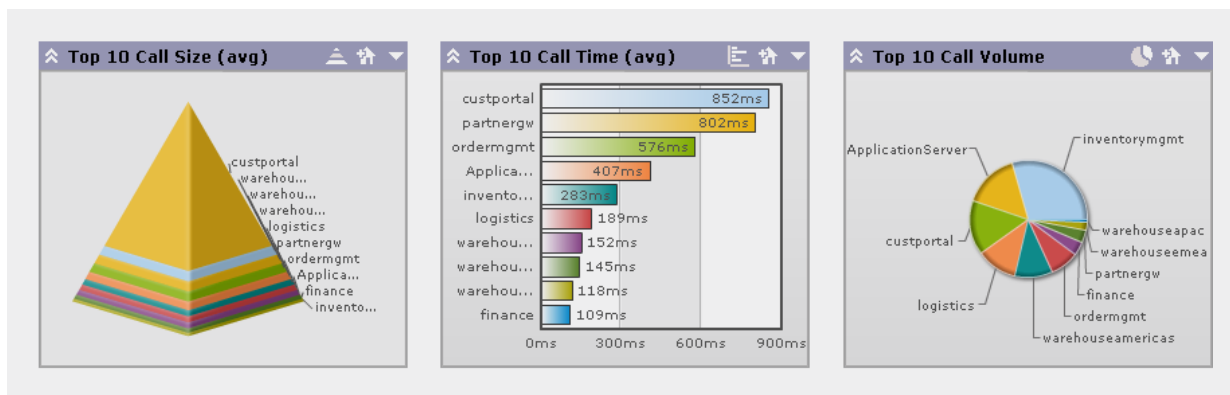 Top 10 Call Size (avg)
custportal
warehou...
warehou...
warehou...
logistics
partnergw
ordermgmt
Applica...
finance
invento...
Top 10 Call Time (avg)
custportal 852ms
partnergw 802ms
ordermgmt 576ms
Applica... 407ms
invento... 283ms
logistics 189ms
warehou... 152ms
warehou... 145ms
warehou... 118ms
finance 109ms
0ms 300ms 600ms 900ms
Top 10 Call Volume
inventorymgmt
ApplicationServer
warehouseapac
custportal
warehouseemea
partnergw
finance
logistics
ordermgmt
warehouseamericas